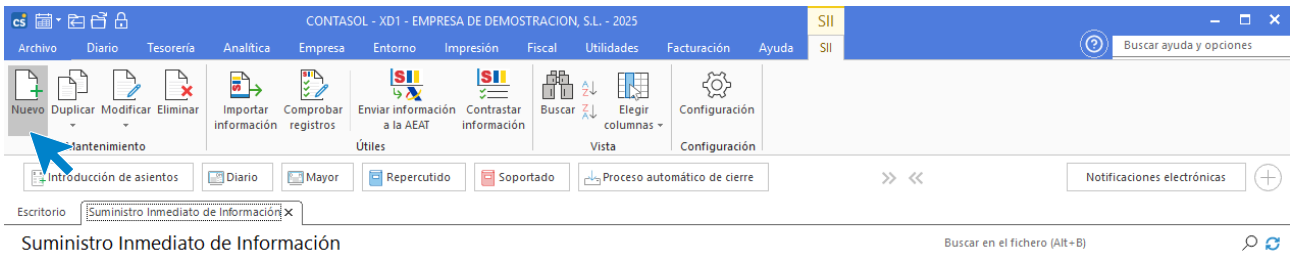 cs CONTASOL - XD1 - EMPRESA DE DEMOSTRACION, S.L. - 2025 SII
Archivo Diario Tesorería Analítica Empresa Entorno Impresión Fiscal Utilidades Facturación Ayuda SII Buscar ayuda y opciones
Nuevo Duplicar Modificar Eliminar Importar información Comprobar registros Enviar información a la AEAT Contrastar información Buscar Elegir columnas Configuración
Mantenimiento Útiles Vista Configuración
Introducción de asientos Diario Mayor Repercutido Soportado Proceso automático de cierre Notificaciones electrónicas
Escritorio Suministro Inmediato de Información
Suministro Inmediato de Información Buscar en el fichero (Alt+B)